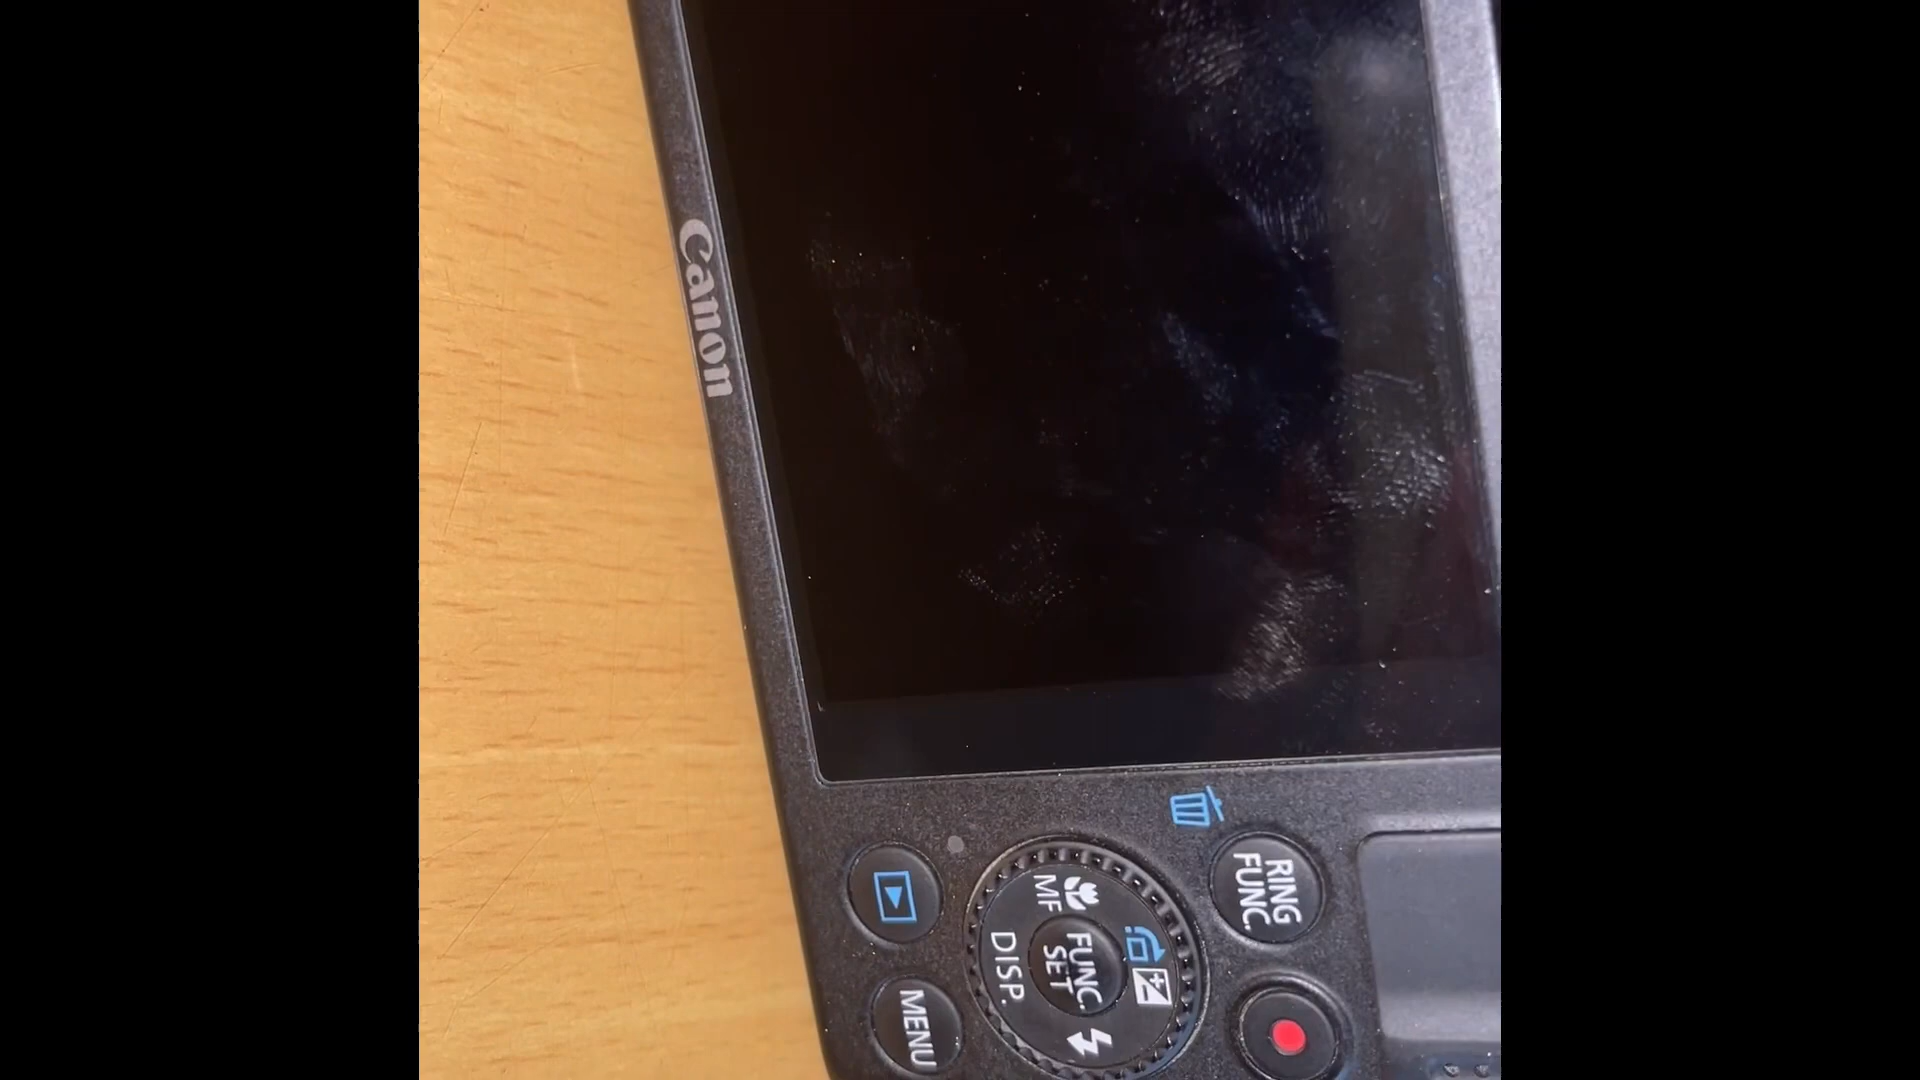 Canon
RING
FUNC.
MF
FUNC.
SET
DISP.
MENU